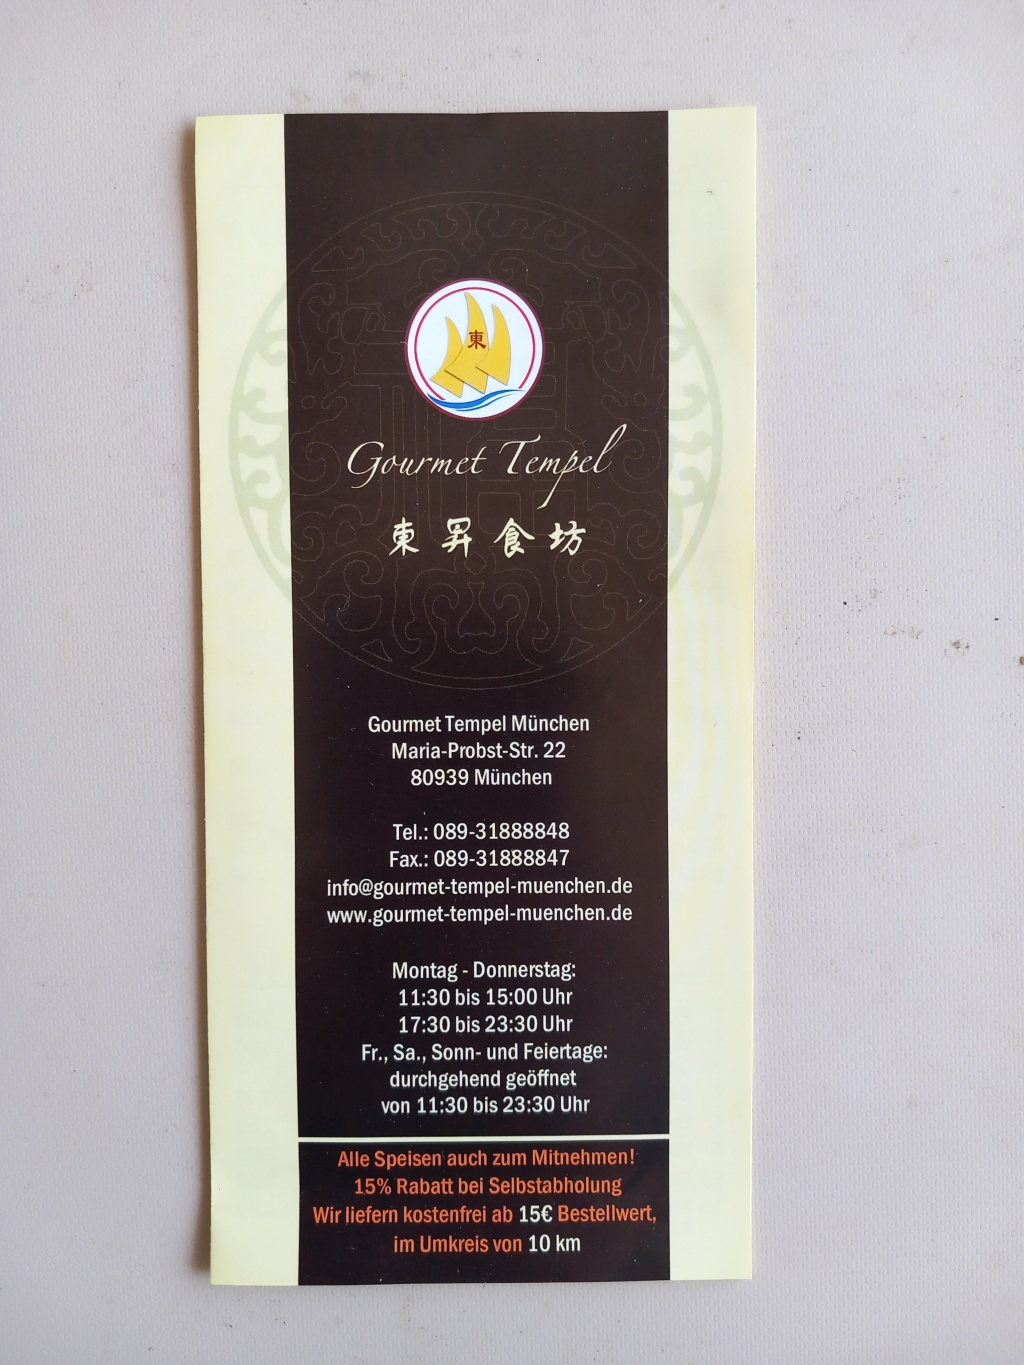 東
Gourmet Tempel
東昇食坊
Gourmet Tempel München
Maria-Probst-Str. 22
80939 München
Tel.: 089-31888848
Fax.: 089-31888847
info@gourmet-tempel-muenchen.de
www.gourmet-tempel-muenchen.de
Montag - Donnerstag:
11:30 bis 15:00 Uhr
17:30 bis 23:30 Uhr
Fr., Sa., Sonn- und Feiertage:
durchgehend geöffnet
von 11:30 bis 23:30 Uhr
Alle Speisen auch zum Mitnehmen!
15% Rabatt bei Selbstabholung
Wir liefern kostenfrei ab 15€ Bestellwert,
im Umkreis von 10 km